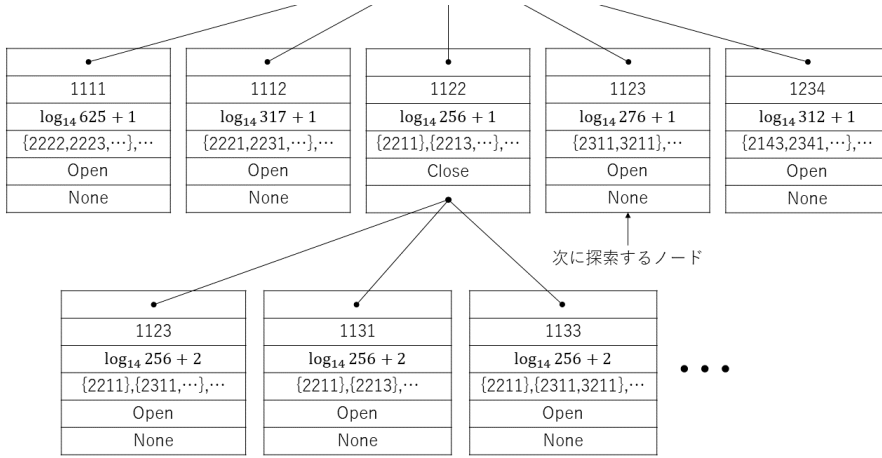 1111 1112 1122 1123 1234
log₁₄ 625 + 1 log₁₄ 317 + 1 log₁₄ 256 + 1 log₁₄ 276 + 1 log₁₄ 312 + 1
{2222,2223,⋯},⋯ {2221,2231,⋯},⋯ {2211},{2213,⋯},⋯ {2311,3211},⋯ {2143,2341,⋯},⋯
Open Open Close Open Open
None None None None
次に探索するノード
1123 1131 1133
log₁₄ 256 + 2 log₁₄ 256 + 2 log₁₄ 256 + 2
{2211},{2311,⋯},⋯ {2211},{2213},⋯ {2211},{2311,3211},⋯
Open Open Open
None None None